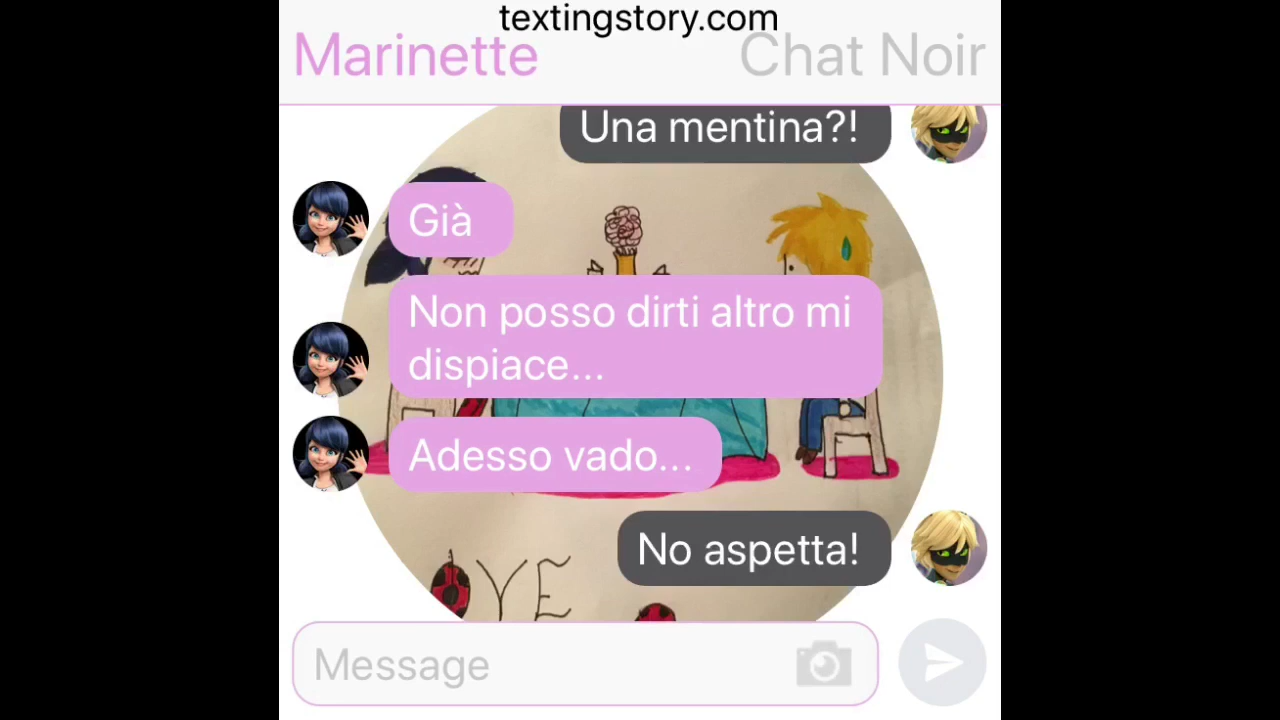 textingstory.com
Marinette
Chat Noir
Una mentina?!
Già
Non posso dirti altro mi
dispiace...
Adesso vado...
No aspetta!
YE
Message